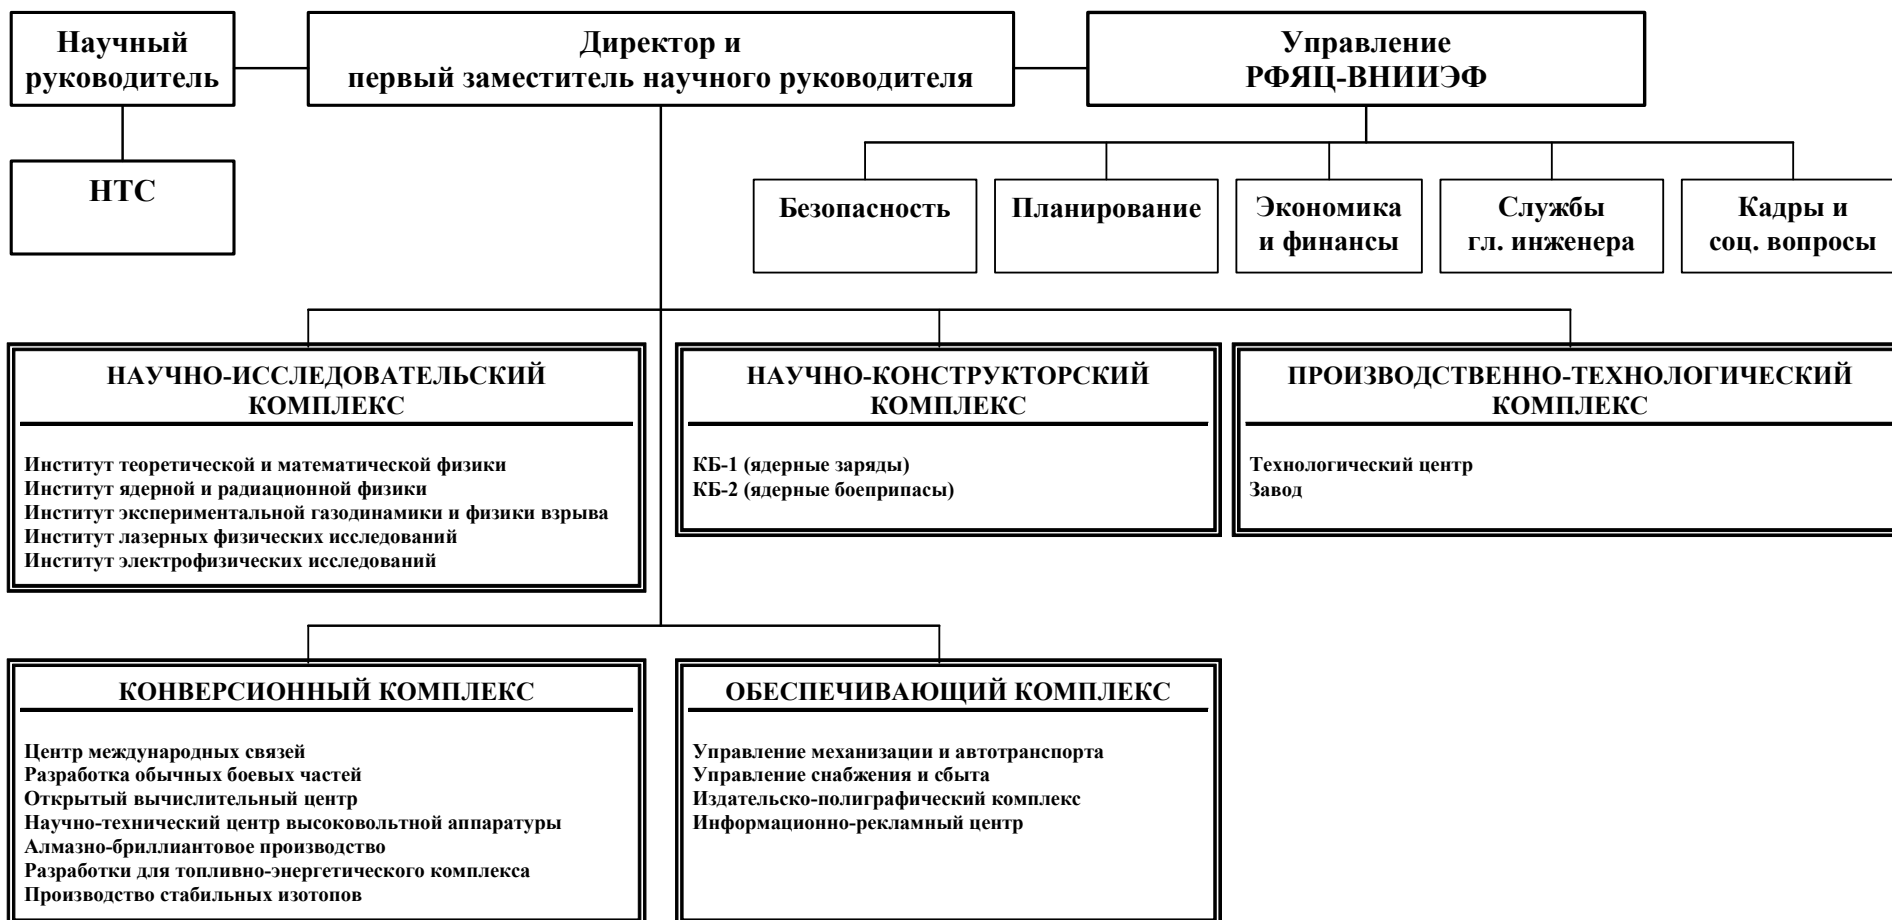 Научный
руководитель
Директор и
первый заместитель научного руководителя
Управление
РФЯЦ-ВНИИЭФ
НТС
Безопасность
Планирование
Экономика
и финансы
Службы
гл. инженера
Кадры и
соц. вопросы
НАУЧНО-ИССЛЕДОВАТЕЛЬСКИЙ
КОМПЛЕКС
Институт теоретической и математической физики
Институт ядерной и радиационной физики
Институт экспериментальной газодинамики и физики взрыва
Институт лазерных физических исследований
Институт электрофизических исследований
НАУЧНО-КОНСТРУКТОРСКИЙ
КОМПЛЕКС
КБ-1 (ядерные заряды)
КБ-2 (ядерные боеприпасы)
ПРОИЗВОДСТВЕННО-ТЕХНОЛОГИЧЕСКИЙ
КОМПЛЕКС
Технологический центр
Завод
КОНВЕРСИОННЫЙ КОМПЛЕКС
Центр международных связей
Разработка обычных боевых частей
Открытый вычислительный центр
Научно-технический центр высоковольтной аппаратуры
Алмазно-бриллиантовое производство
Разработки для топливно-энергетического комплекса
Производство стабильных изотопов
ОБЕСПЕЧИВАЮЩИЙ КОМПЛЕКС
Управление механизации и автотранспорта
Управление снабжения и сбыта
Издательско-полиграфический комплекс
Информационно-рекламный центр